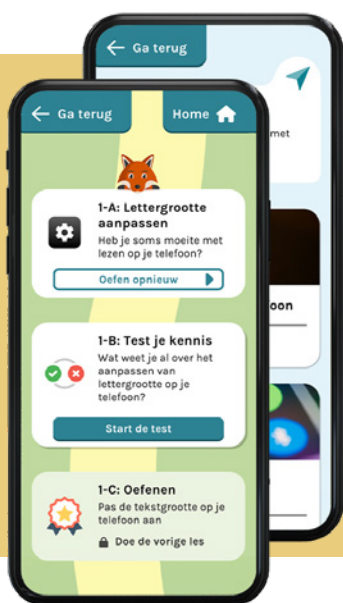 Ga terug
met
oon
Ga terug
Home
1-A: Lettergrootte
aanpassen
Heb je soms moeite met
lezen op je telefoon?
Oefen opnieuw
1-B: Test je kennis
Wat weet je al over het
aanpassen van
lettergrootte op je
telefoon?
Start de test
1-C: Oefenen
Pas de tekstgrootte op je
telefoon aan
Doe de vorige les